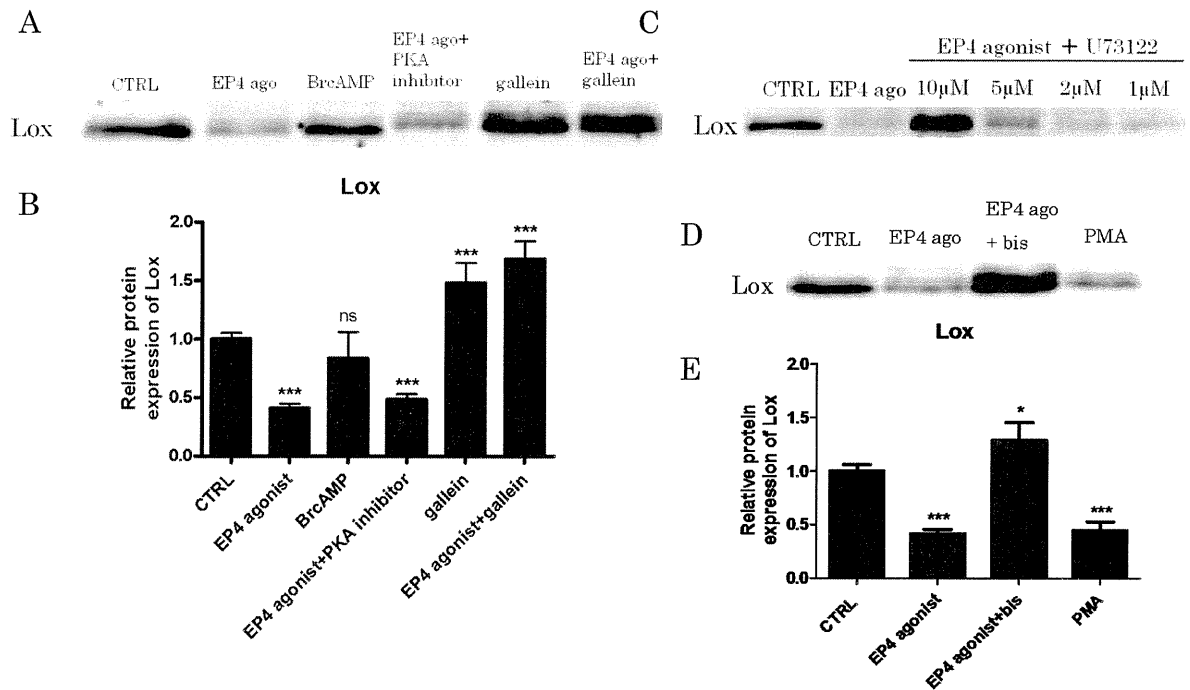 A
CTRL
EP4 ago
BrcAMP
EP4 ago+
PKA
inhibitor
gallein
EP4 ago+
gallein
Lox
B
Lox
Relative protein
expression of Lox
2.0
1.5
1.0
0.5
0.0
***
ns
***
***
***
CTRL
EP4 agonist
BrcAMP
EP4 agonist+PKA inhibitor
gallein
EP4 agonist+gallein
C
EP4 agonist + U73122
CTRL EP4 ago 10µM 5µM 2µM 1µM
Lox
D
CTRL
EP4 ago
EP4 ago
+ bis
PMA
Lox
Lox
E
Relative protein
expression of Lox
2.0
1.5
1.0
0.5
0.0
***
*
***
CTRL
EP4 agonist
EP4 agonist+bis
PMA